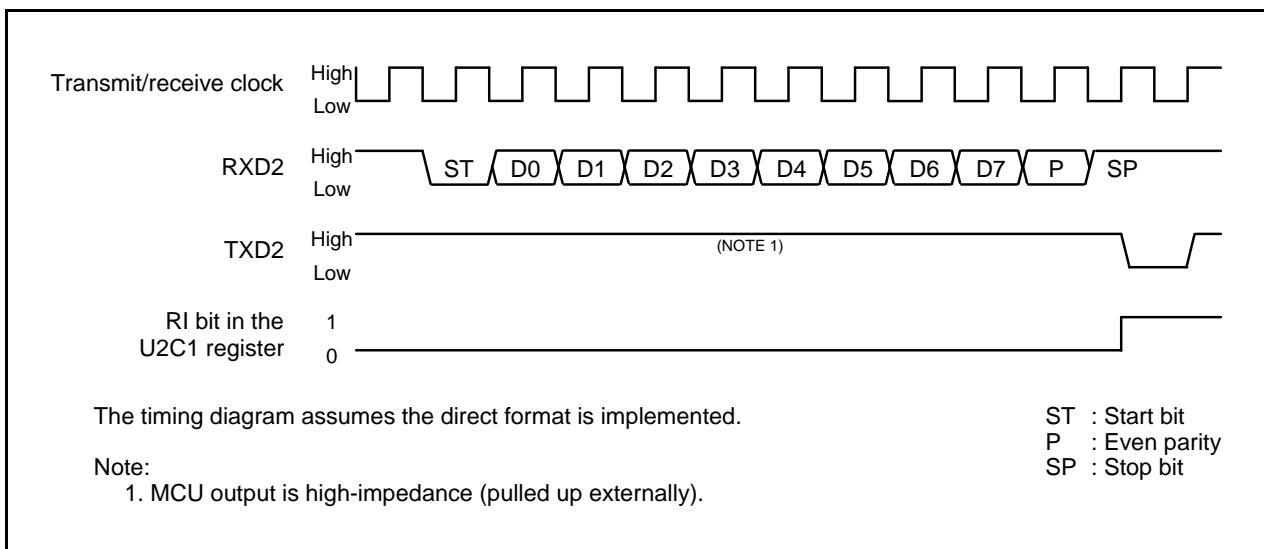 Transmit/receive clock High
Low
RXD2 High
Low
ST D0 D1 D2 D3 D4 D5 D6 D7 P SP
TXD2 High
Low
(NOTE 1)
RI bit in the
U2C1 register
1
0
The timing diagram assumes the direct format is implemented.
Note:
1. MCU output is high-impedance (pulled up externally).
ST : Start bit
P : Even parity
SP : Stop bit